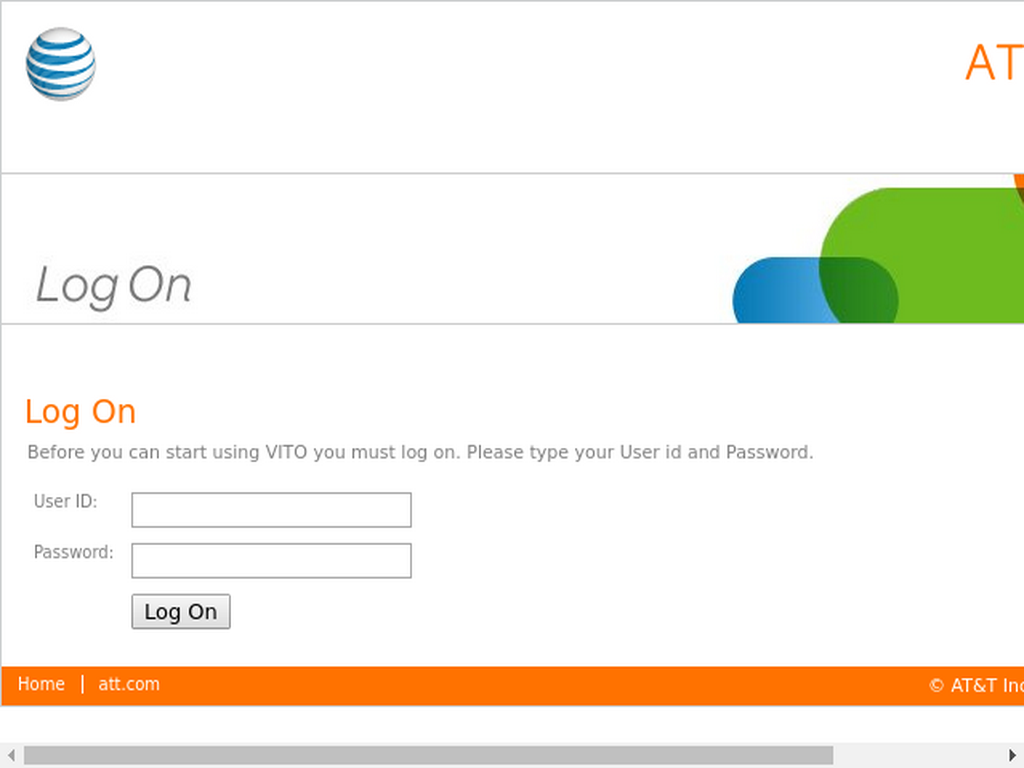 AT
Log On
Log On
Before you can start using VITO you must log on. Please type your User id and Password.
User ID:
Password:
Log On
Home | att.com
© AT&T Inc